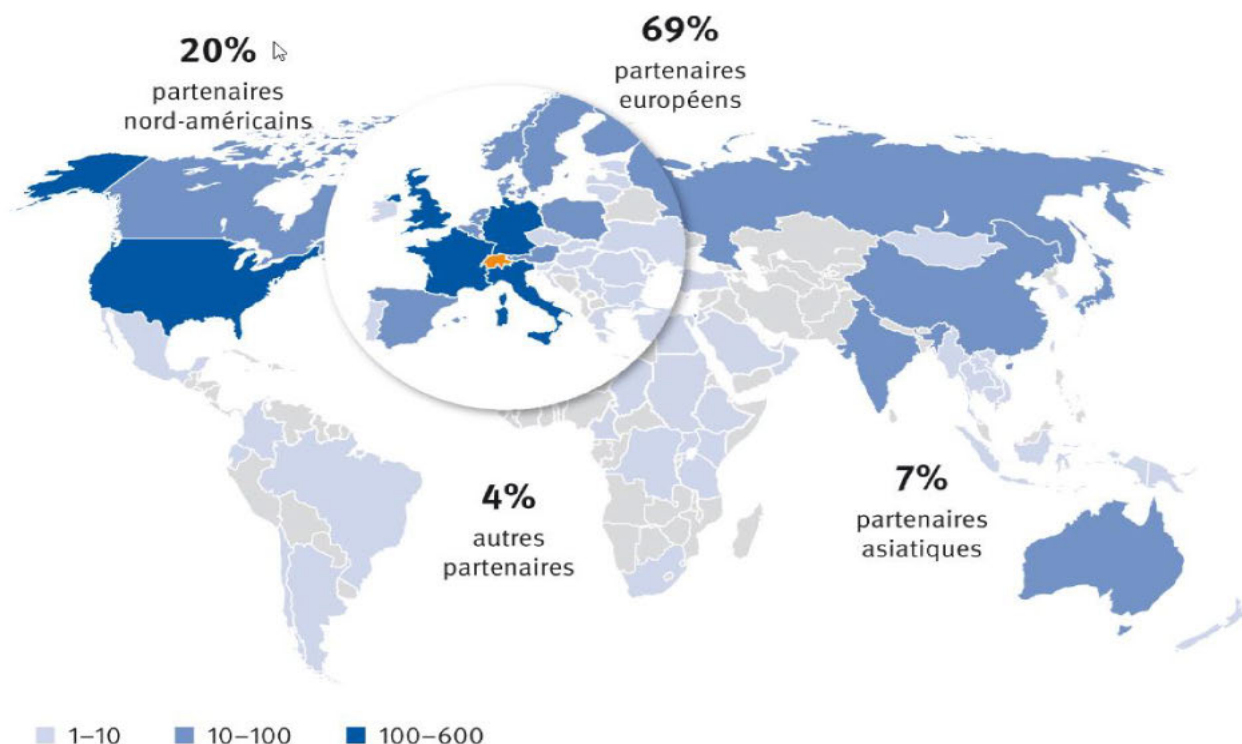 20%
partenaires
nord-américains
69%
partenaires
européens
4%
autres
partenaires
7%
partenaires
asiatiques
1–10
10–100
100–600